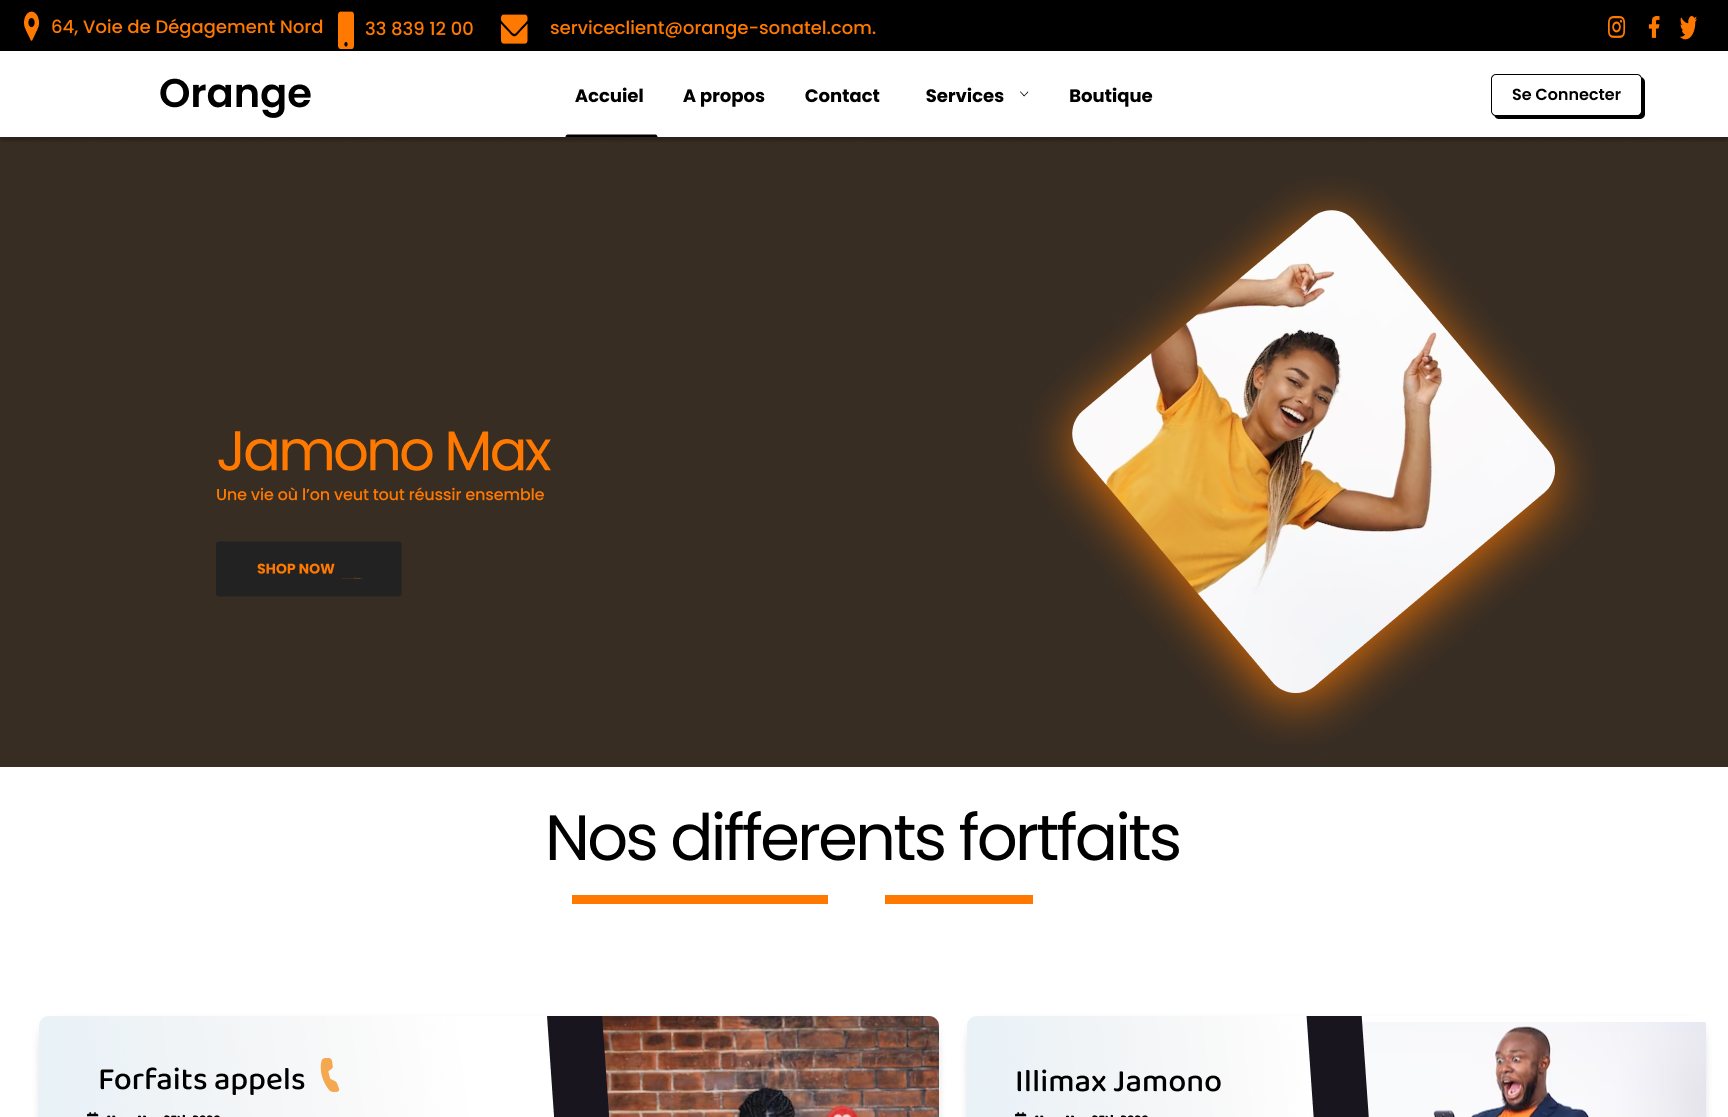 64, Voie de Dégagement Nord 33 839 12 00 serviceclient@orange-sonatel.com.
Orange Accuiel A propos Contact Services Boutique Se Connecter
Jamono Max
Une vie où l’on veut tout réussir ensemble
SHOP NOW
Nos differents fortfaits
Forfaits appels
Illimax Jamono